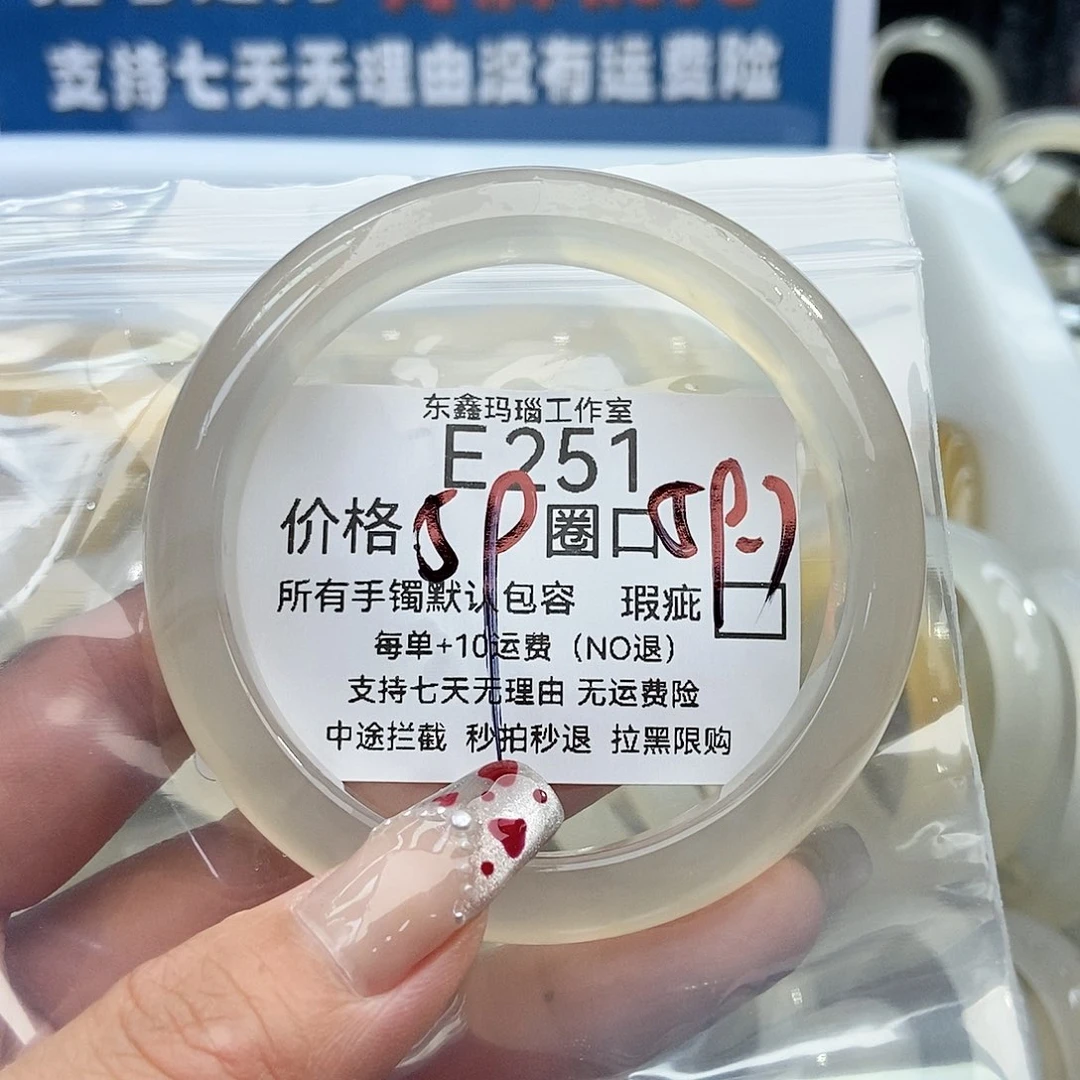 支持七天无理由没有运费险
东鑫玛瑙工作室
E251
价格 圈口
所有手镯默认包容 瑕疵
每单+10运费（NO退）
支持七天无理由 无运费险
中途拦截 秒拍秒退 拉黑限购